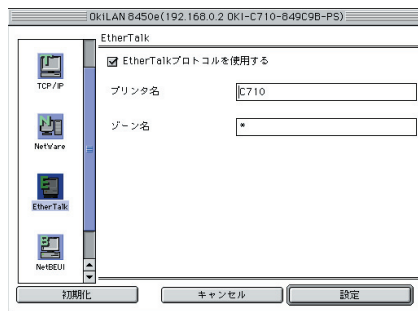 OkiLAN 8450e(192.168.0.2 OKI-C710-849C9B-PS)
EtherTalk
EtherTalkプロトコルを使用する
プリンタ名
C710
ゾーン名
*
TCP/IP
NetWare
EtherTalk
NetBEUI
初期化
キャンセル
設定